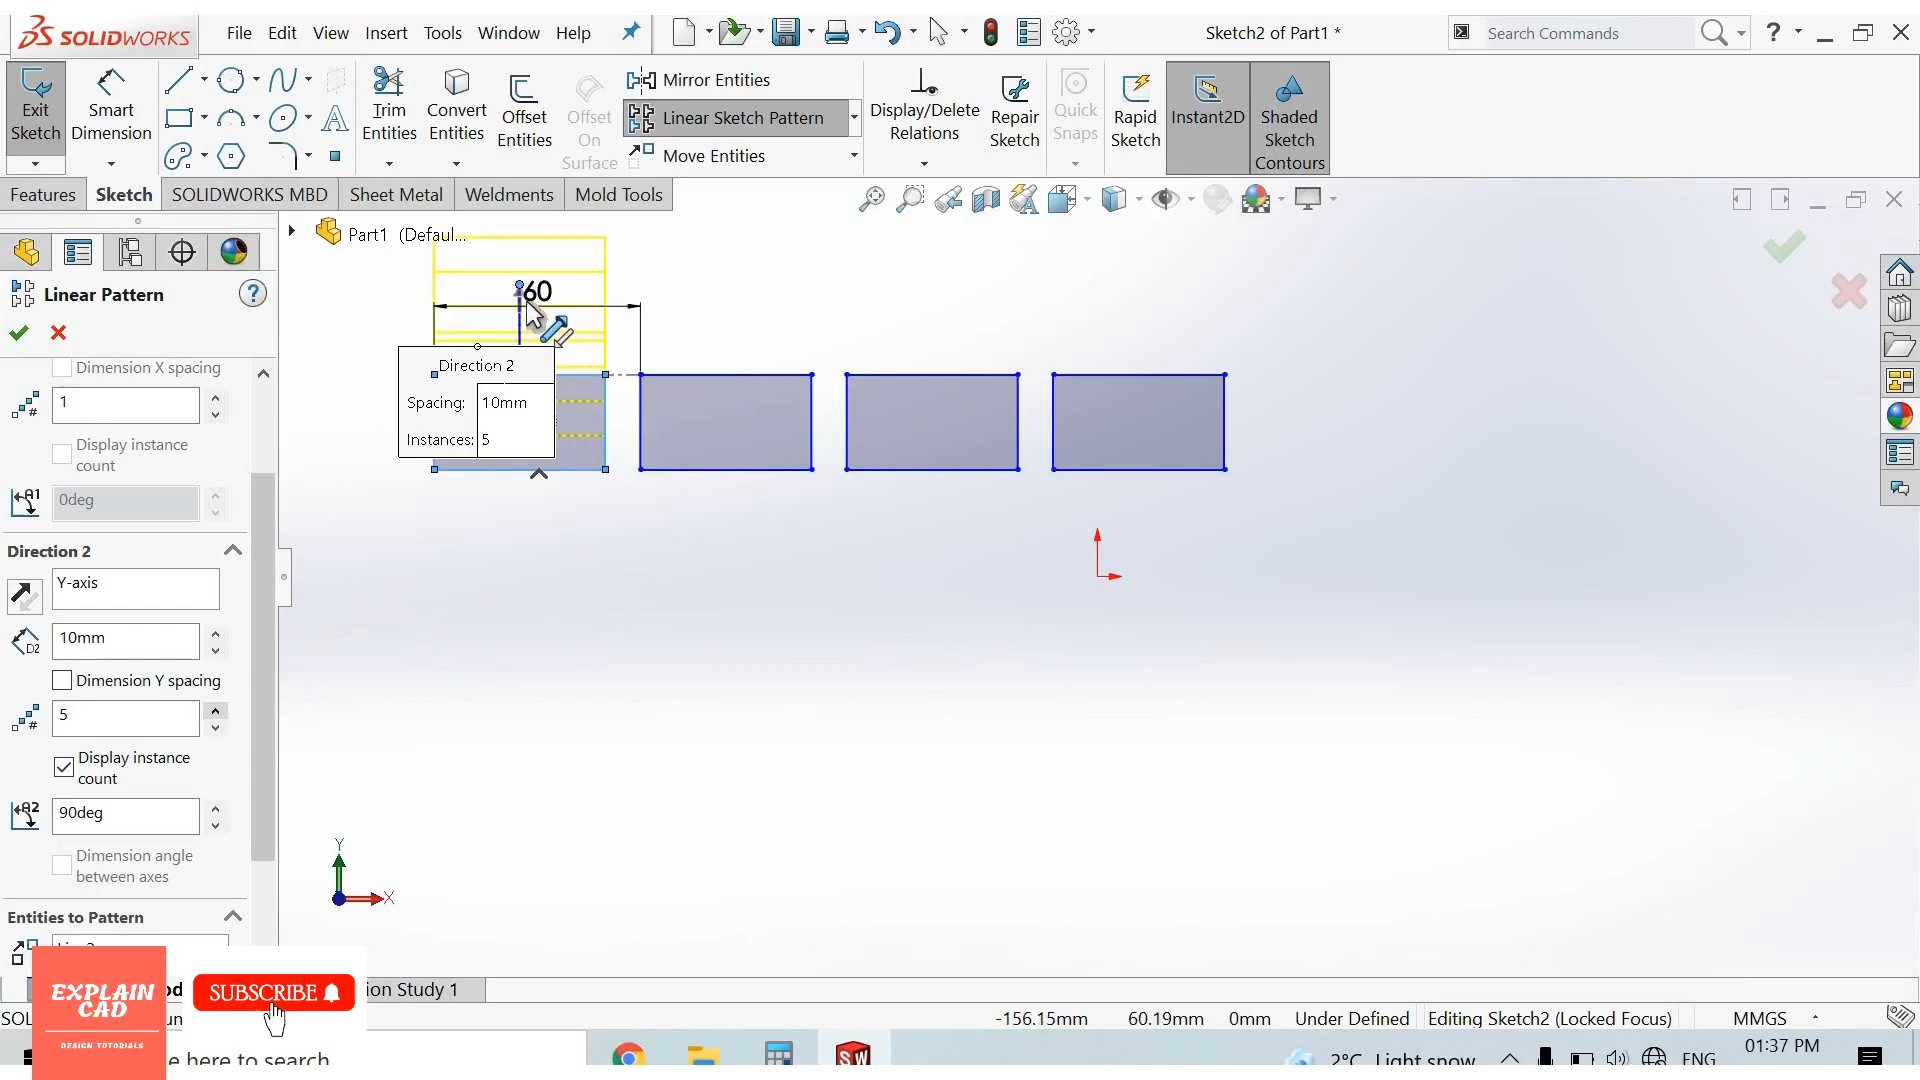 SOLIDWORKS File Edit View Insert Tools Window Help Sketch2 of Part1 * Search Commands ?
Exit Sketch
Smart Dimension
Trim Entities
Convert Entities
Offset Entities
Offset On Surface
Mirror Entities
Linear Sketch Pattern
Move Entities
Display/Delete Relations
Repair Sketch
Quick Snaps
Rapid Sketch
Instant2D
Shaded Sketch Contours
Features Sketch SOLIDWORKS MBD Sheet Metal Weldments Mold Tools
Part1 (Defaul...
Linear Pattern ?
Dimension X spacing
1
Display instance count
0deg
Direction 2
Y-axis
10mm
Dimension Y spacing
5
Display instance count
90deg
Dimension angle between axes
Entities to Pattern
60
Direction 2
Spacing: 10mm
Instances: 5
Y
X
EXPLAIN
CAD
DESIGN TUTORIALS
SUBSCRIBE
ion Study 1
-156.15mm 60.19mm 0mm Under Defined Editing Sketch2 (Locked Focus) MMGS
e here to search
2°C Light snow ENG 01:37 PM